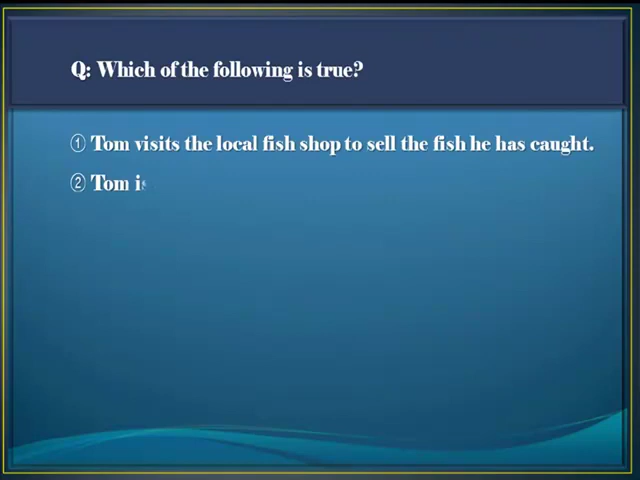 Q: Which of the following is true?
① Tom visits the local fish shop to sell the fish he has caught.
② Tom is